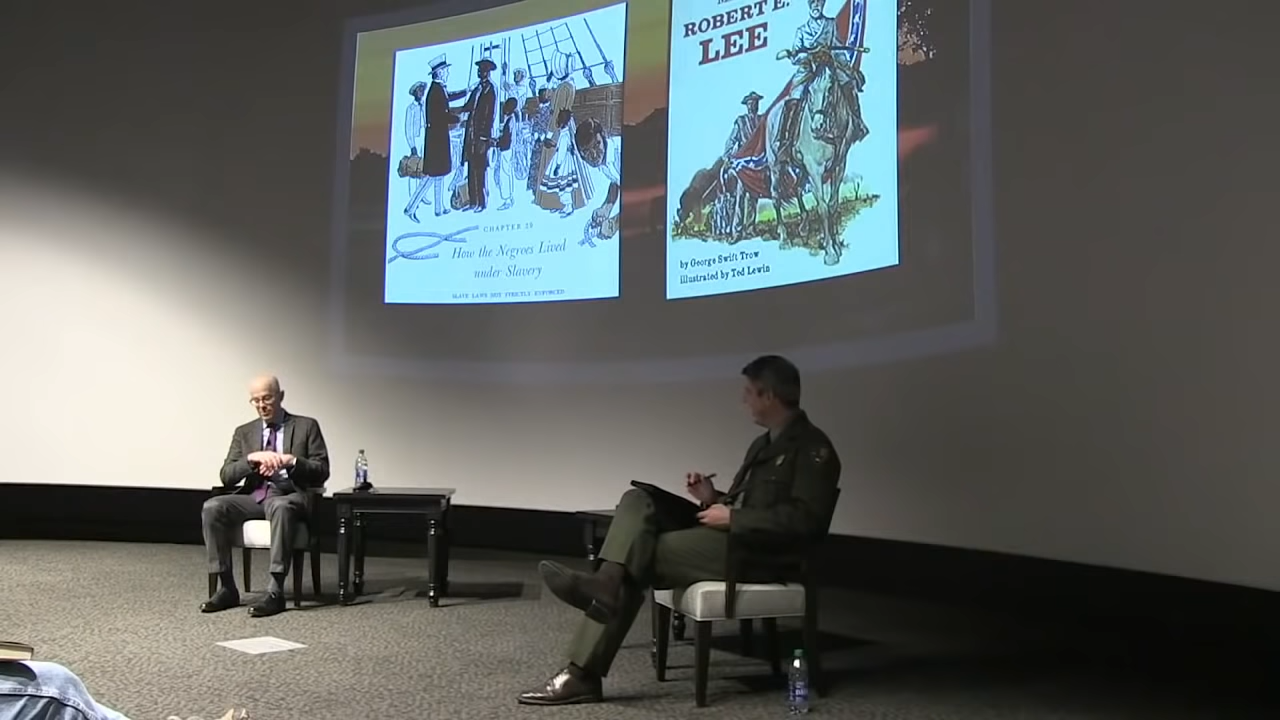 CHAPTER 29
How the Negroes Lived
under Slavery
SLAVE LAWS NOT STRICTLY ENFORCED
ROBERT E.
LEE
by George Swift Trow
illustrated by Ted Lewin